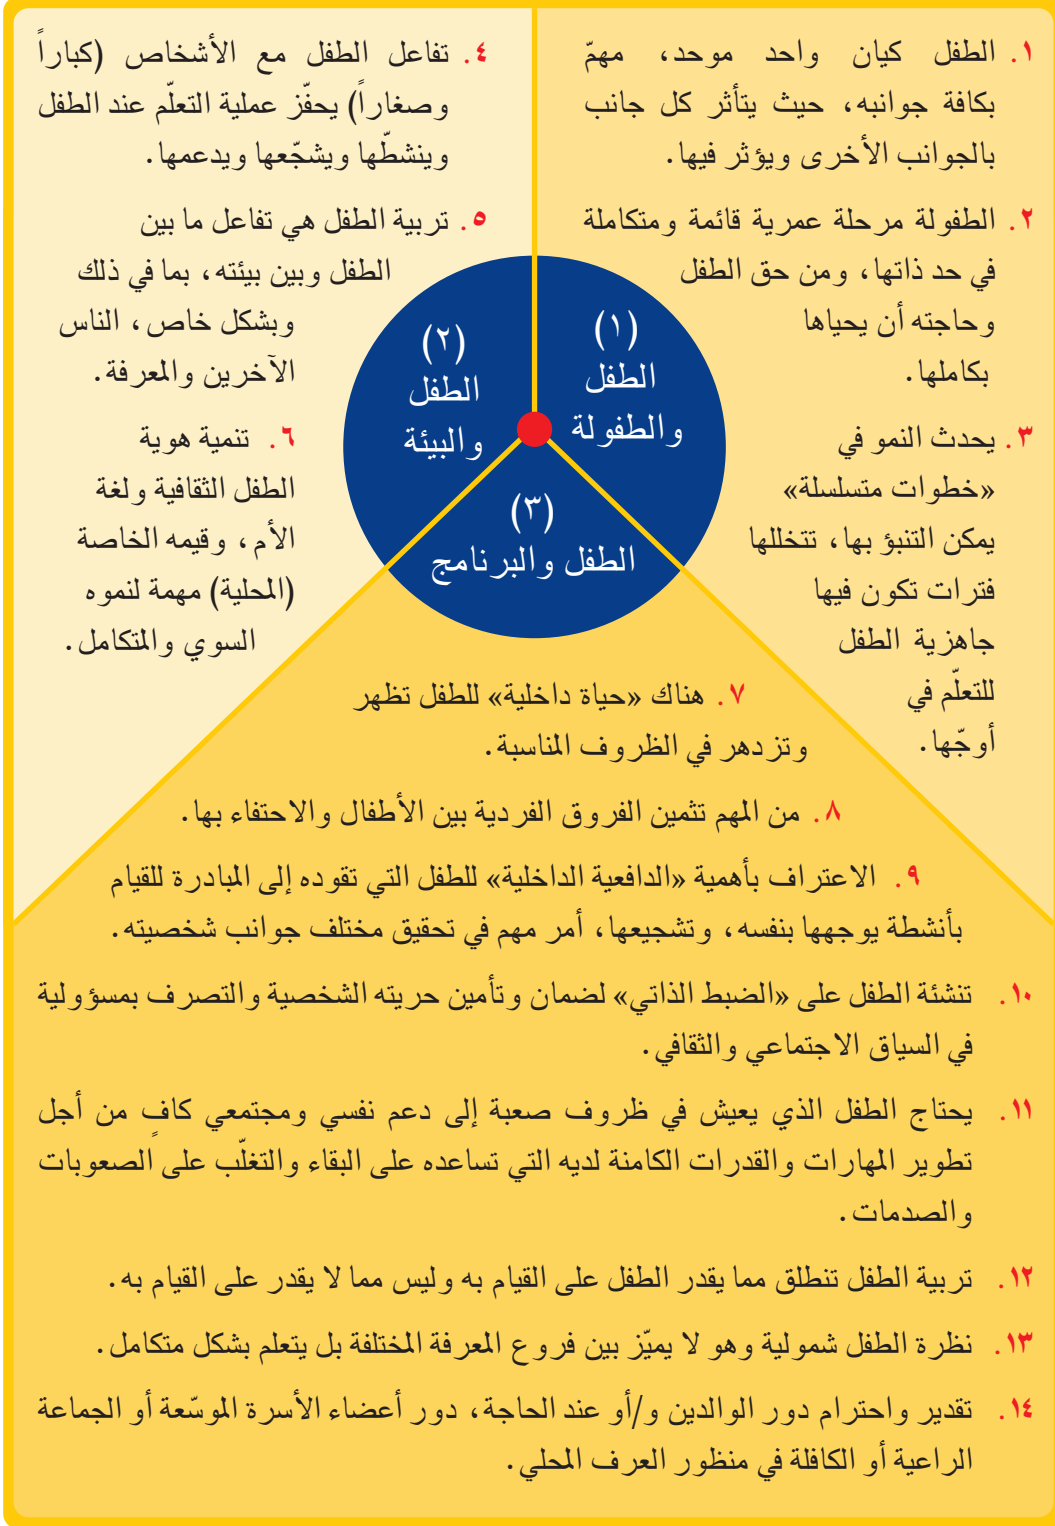 ١. الطفل كيان واحد موحد، مهمّ
بكافة جوانبه، حيث يتأثر كل جانب
بالجوانب الأخرى ويؤثر فيها.
٢. الطفولة مرحلة عمرية قائمة ومتكاملة
في حد ذاتها، ومن حق الطفل
وحاجته أن يحياها
بكاملها.
٣. يحدث النمو في
«خطوات متسلسلة»
يمكن التنبؤ بها، تتخللها
فترات تكون فيها
جاهزية الطفل
للتعلّم في
أوجّها.
٤. تفاعل الطفل مع الأشخاص (كباراً
وصغاراً) يحفّز عملية التعلّم عند الطفل
وينشطّها ويشجّعها ويدعمها.
٥. تربية الطفل هي تفاعل ما بين
الطفل وبين بيئته، بما في ذلك
وبشكل خاص، الناس
الآخرين والمعرفة.
٦. تنمية هوية
الطفل الثقافية ولغة
الأم، وقيمه الخاصة
(المحلية) مهمة لنموه
السوي والمتكامل.
(١)
الطفل
والطفولة
(٢)
الطفل
والبيئة
(٣)
الطفل والبرنامج
٧. هناك «حياة داخلية» للطفل تظهر
وتزدهر في الظروف المناسبة.
٨. من المهم تثمين الفروق الفردية بين الأطفال والاحتفاء بها.
٩. الاعتراف بأهمية «الدافعية الداخلية» للطفل التي تقوده إلى المبادرة للقيام
بأنشطة يوجهها بنفسه، وتشجيعها، أمر مهم في تحقيق مختلف جوانب شخصيته.
١٠. تنشئة الطفل على «الضبط الذاتي» لضمان وتأمين حريته الشخصية والتصرف بمسؤولية
في السياق الاجتماعي والثقافي.
١١. يحتاج الطفل الذي يعيش في ظروف صعبة إلى دعم نفسي ومجتمعي كافٍ من أجل
تطوير المهارات والقدرات الكامنة لديه التي تساعده على البقاء والتغلّب على الصعوبات
والصدمات.
١٢. تربية الطفل تنطلق مما يقدر الطفل على القيام به وليس مما لا يقدر على القيام به.
١٣. نظرة الطفل شمولية وهو لا يميّز بين فروع المعرفة المختلفة بل يتعلم بشكل متكامل.
١٤. تقدير واحترام دور الوالدين و/أو عند الحاجة، دور أعضاء الأسرة الموسّعة أو الجماعة
الراعية أو الكافلة في منظور العرف المحلي.